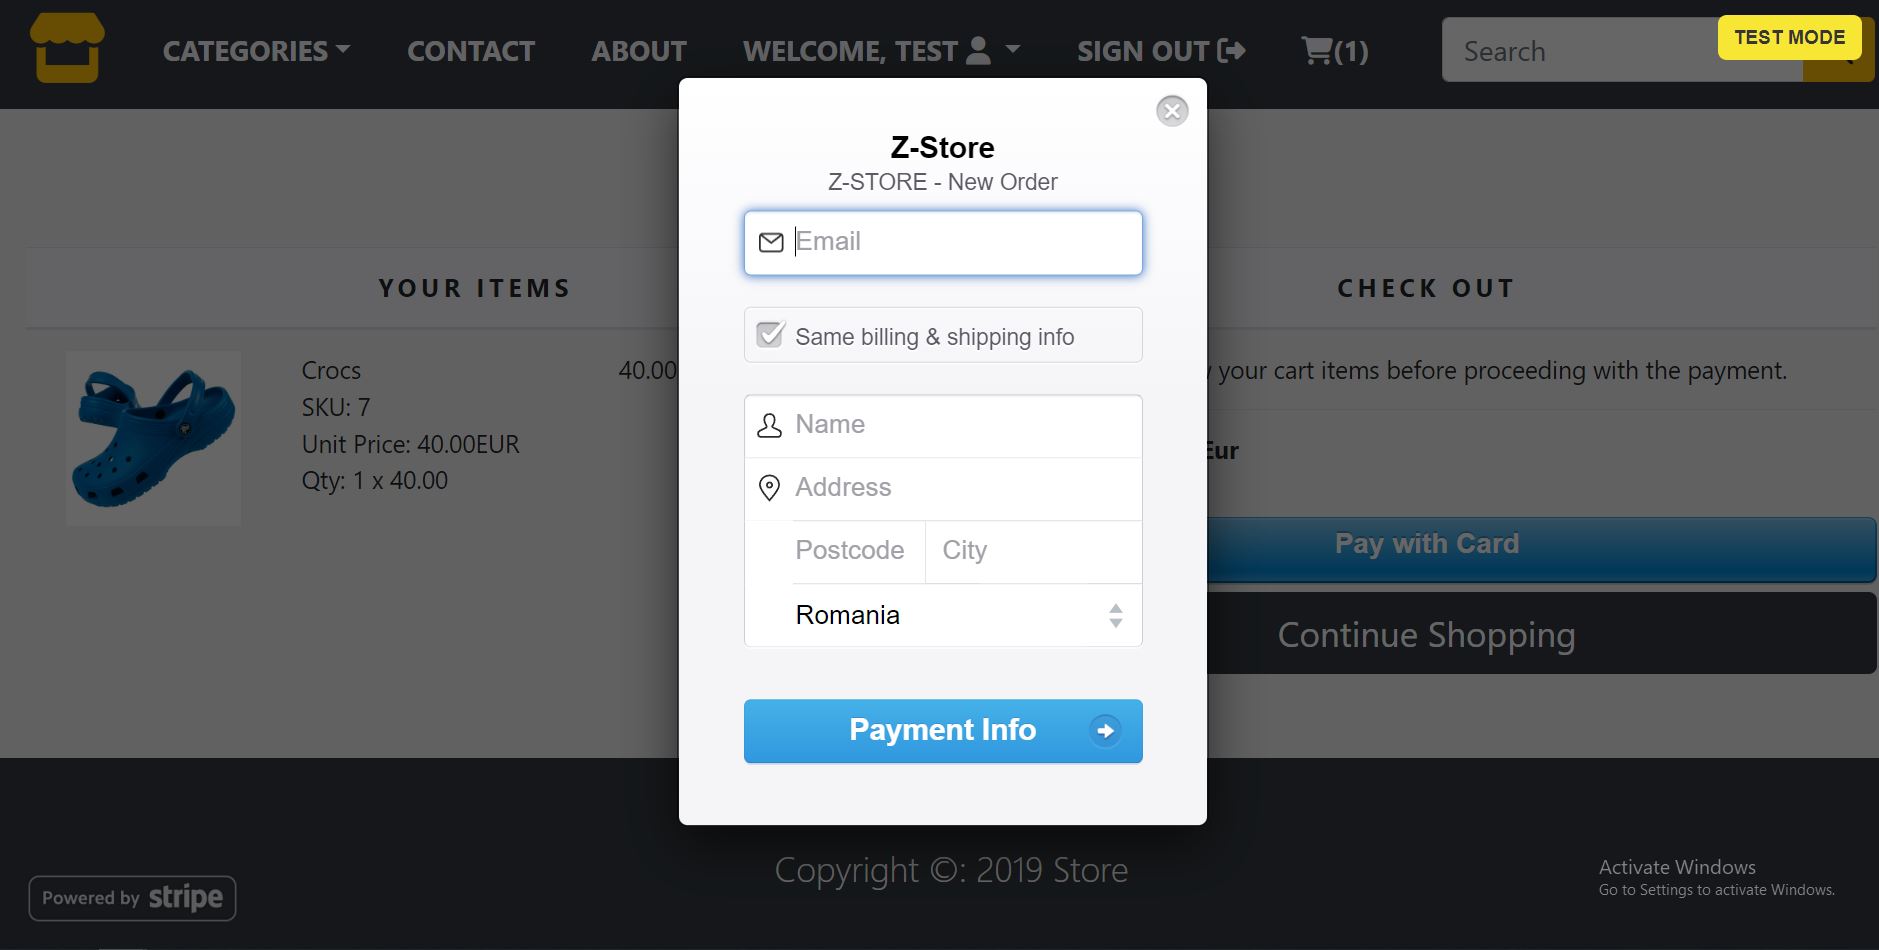 CATEGORIES
CONTACT
ABOUT
WELCOME, TEST
SIGN OUT
(1)
Search
TEST MODE
Z-Store
Z-STORE - New Order
Email
Same billing & shipping info
Name
Address
Postcode City
Romania
Payment Info
YOUR ITEMS
Crocs 40.00
SKU: 7
Unit Price: 40.00EUR
Qty: 1 x 40.00
CHECK OUT
your cart items before proceeding with the payment.
Eur
Pay with Card
Continue Shopping
Copyright ©: 2019 Store
Powered by stripe
Activate Windows
Go to Settings to activate Windows.